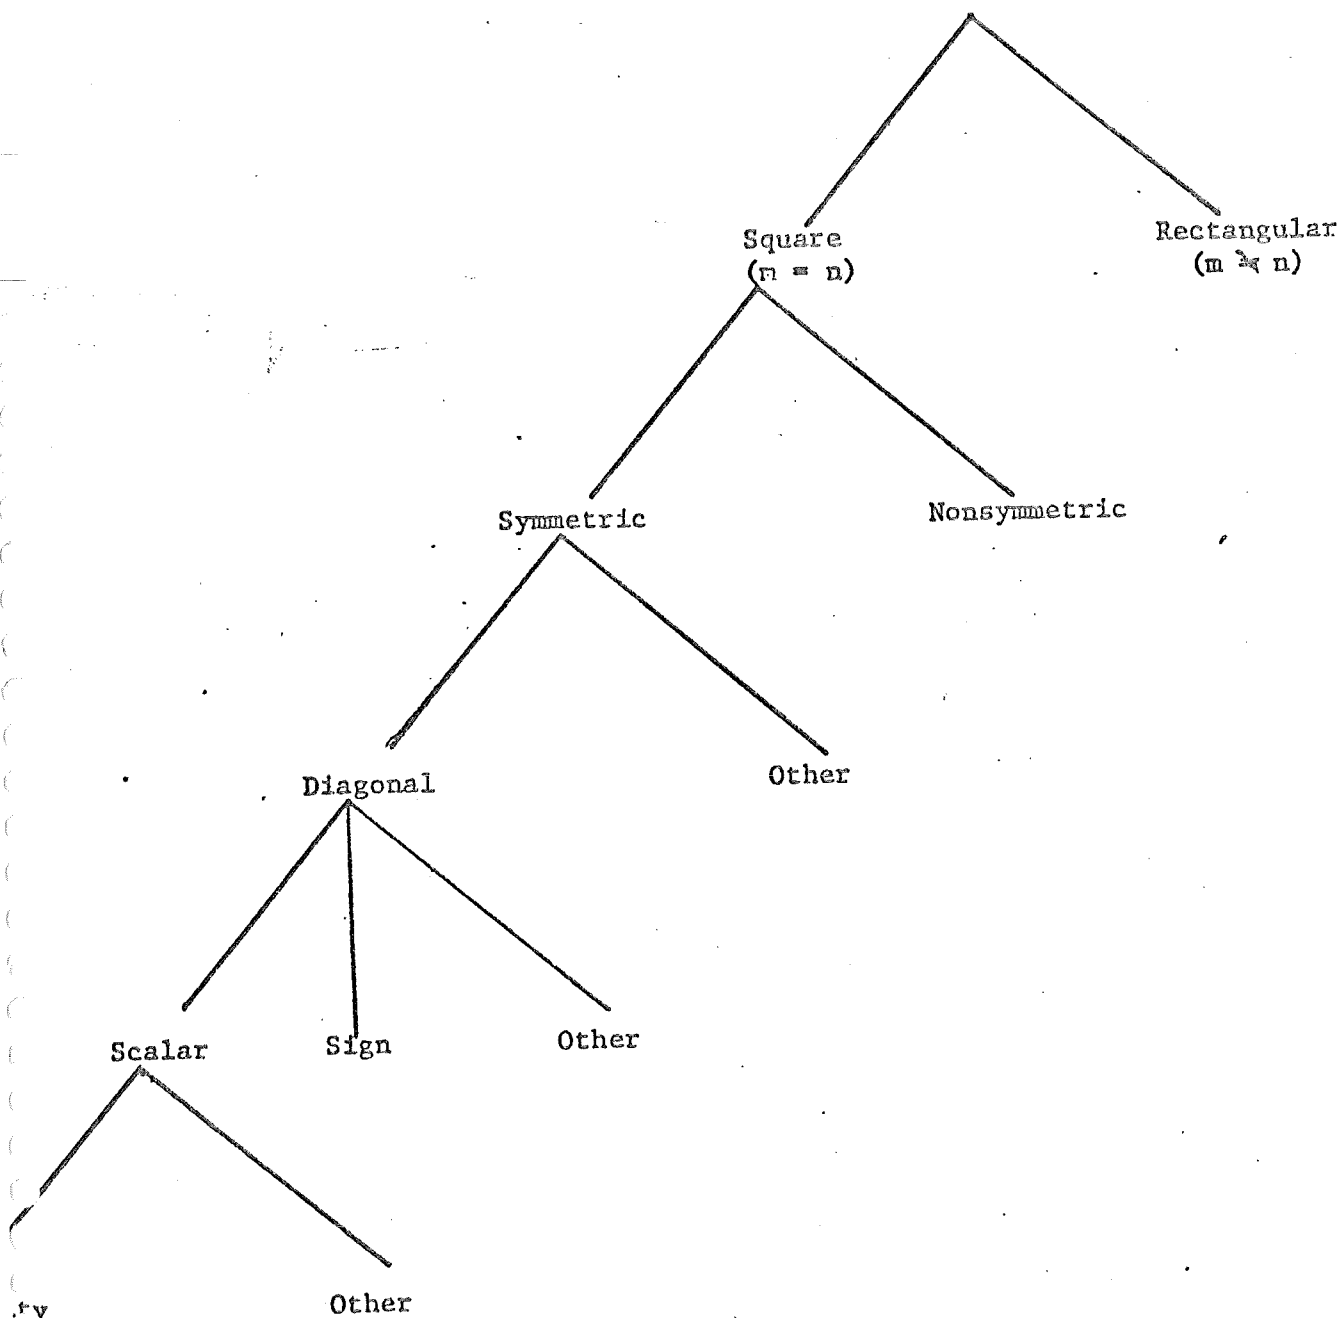 Square
Rectangular
(m = n)
(m ≠ n)
Symmetric
Nonsymmetric
Diagonal
Other
Scalar
Sign
Other
Other